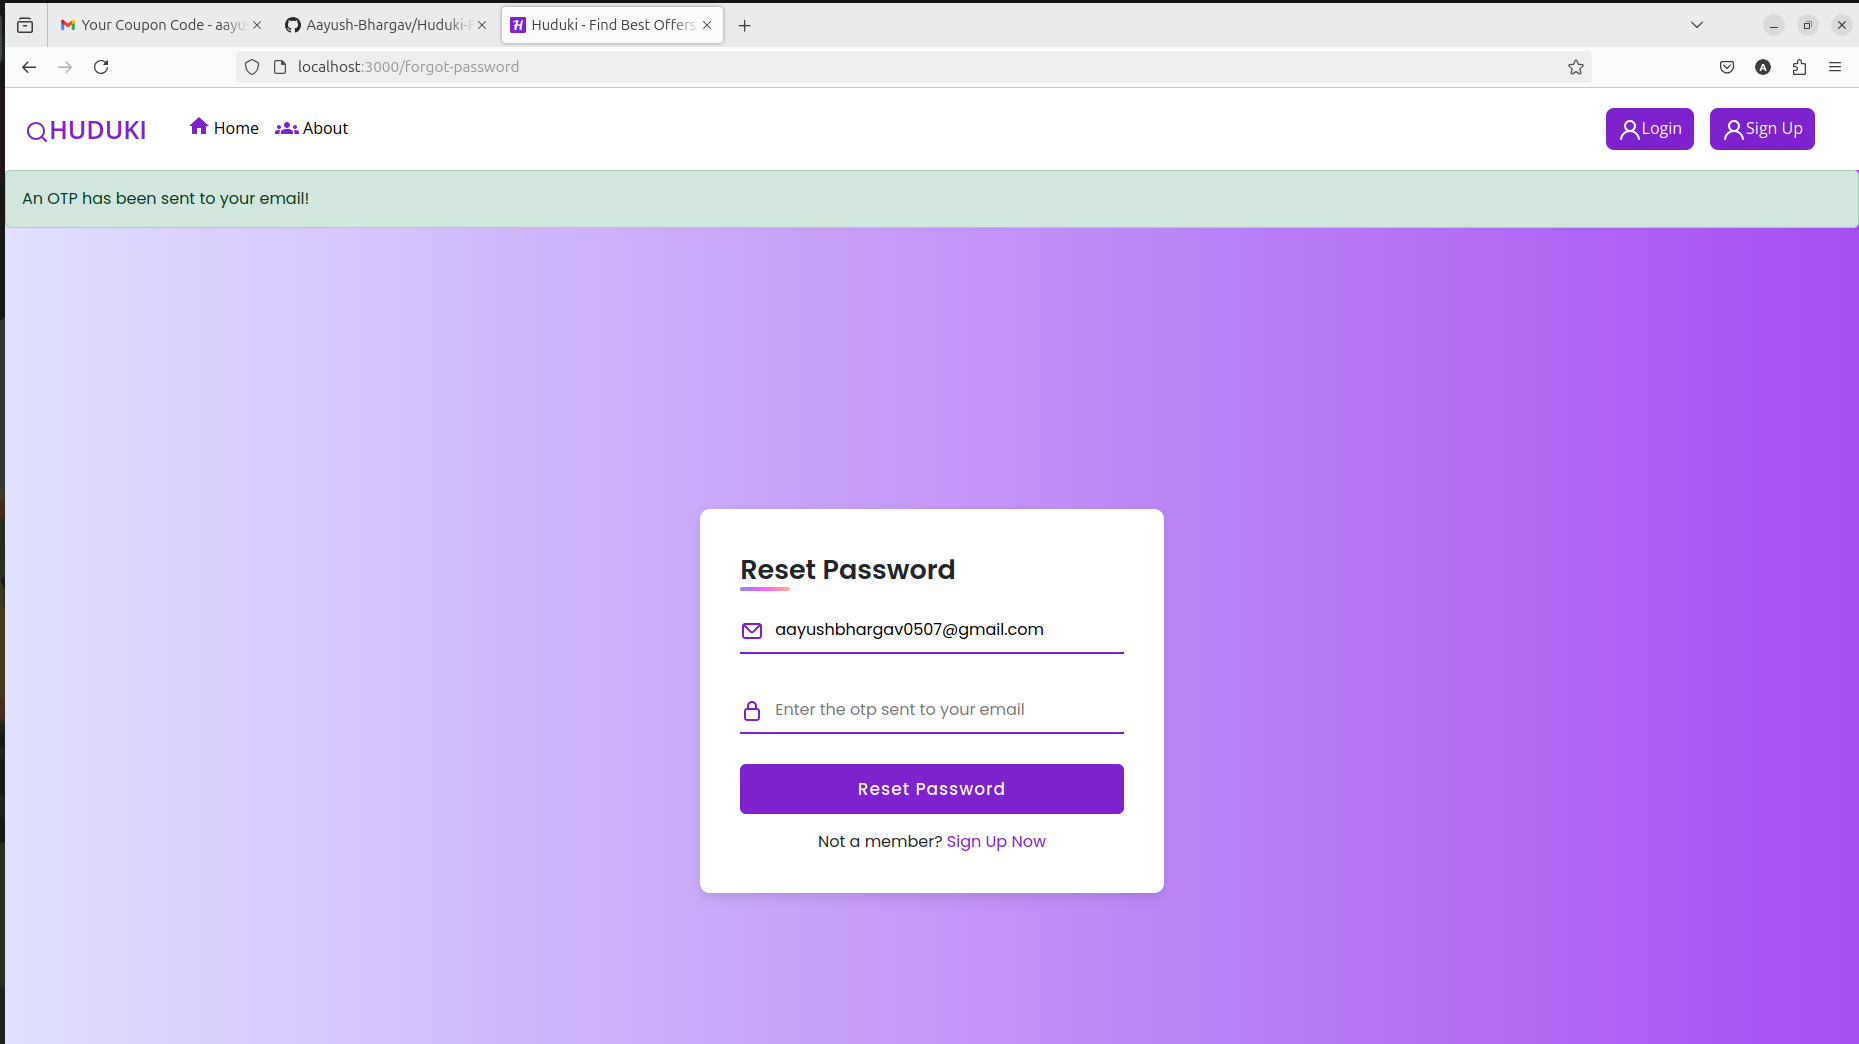 Your Coupon Code - aayu
Aayush-Bhargav/Huduki-F
Huduki - Find Best Offers
localhost:3000/forgot-password
HUDUKI
Home
About
Login
Sign Up
An OTP has been sent to your email!
Reset Password
aayushbhargav0507@gmail.com
Enter the otp sent to your email
Reset Password
Not a member? Sign Up Now